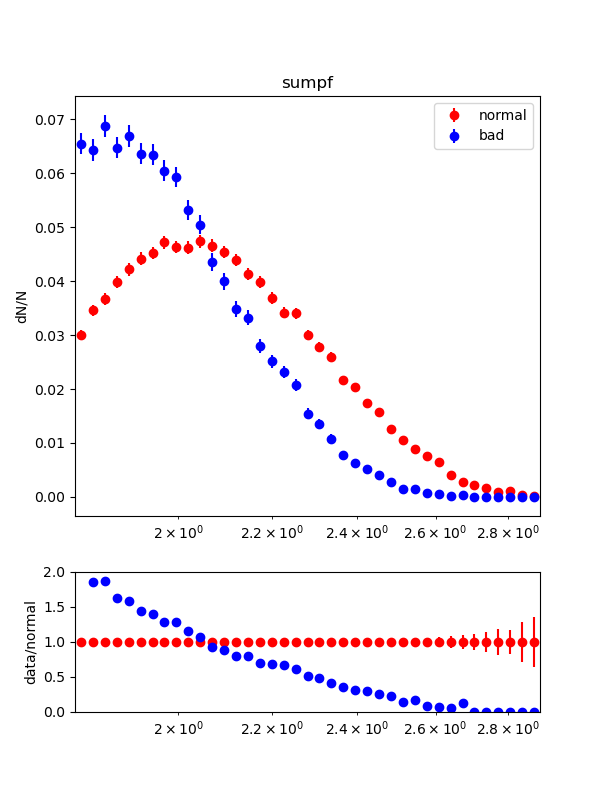 sumpf
normal
bad
dN/N
0.07
0.06
0.05
0.04
0.03
0.02
0.01
0.00
2 × 10⁰ 2.2 × 10⁰ 2.4 × 10⁰ 2.6 × 10⁰ 2.8 × 10⁰
data/normal
2.0
1.5
1.0
0.5
0.0
2 × 10⁰ 2.2 × 10⁰ 2.4 × 10⁰ 2.6 × 10⁰ 2.8 × 10⁰